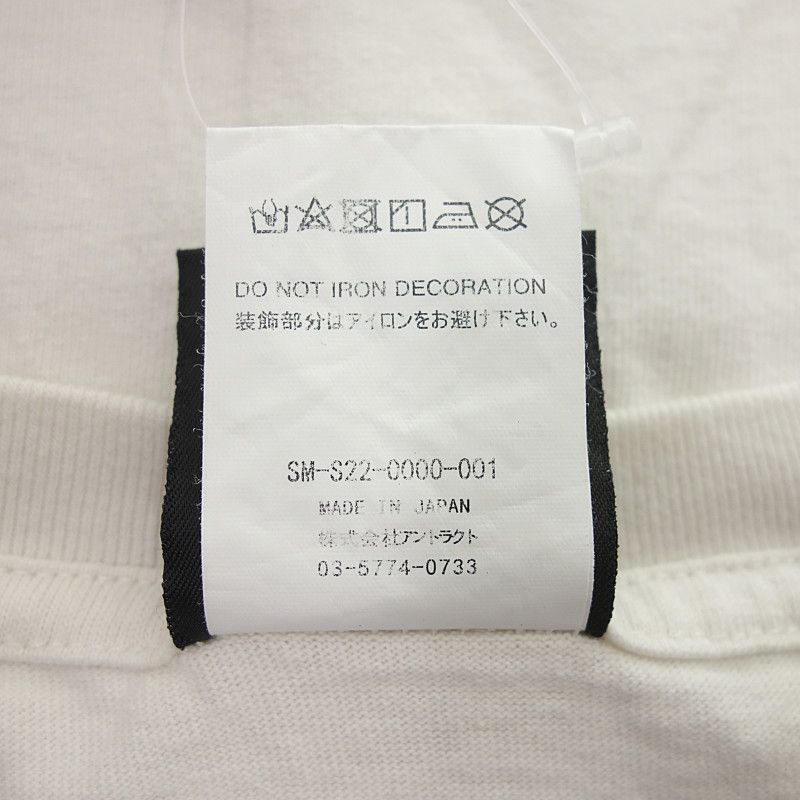 DO NOT IRON DECORATION
装飾部分はアイロンをお避け下さい。
SM-S22-0000-001
MADE IN JAPAN
株式会社アントラクト
03-5774-0733